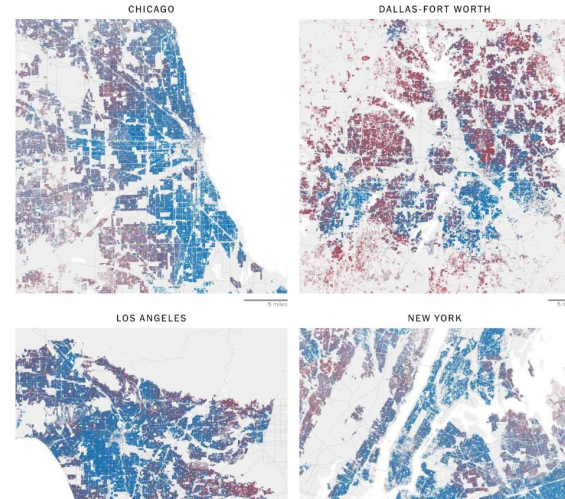 CHICAGO
DALLAS-FORT WORTH
5 miles
LOS ANGELES
NEW YORK